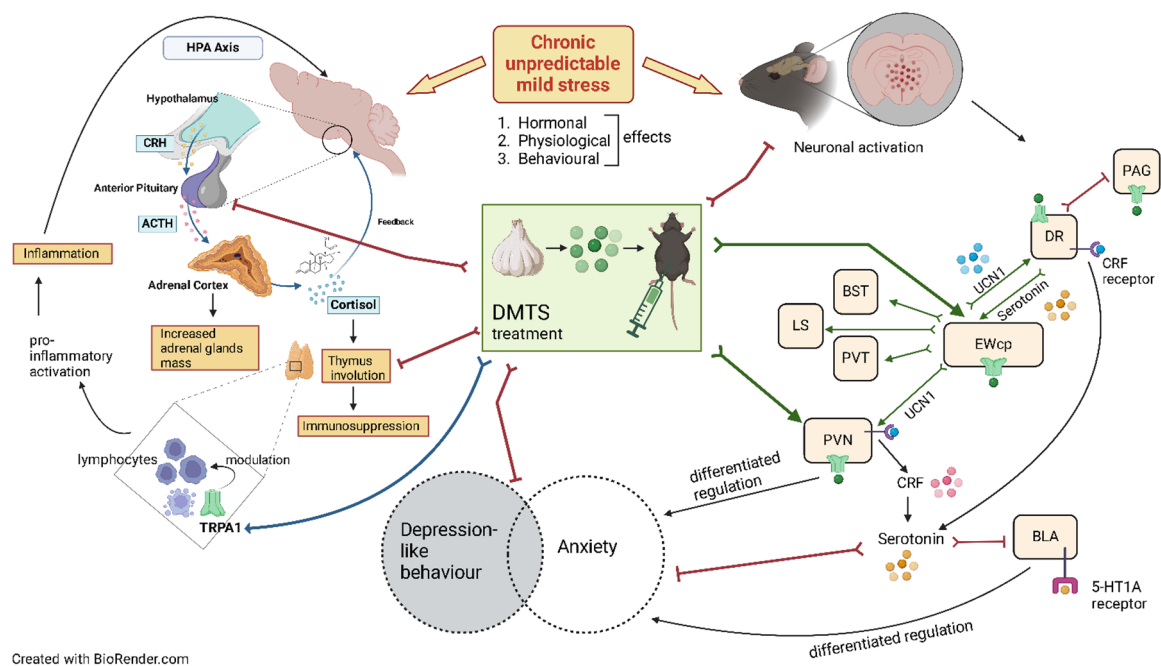 HPA Axis
Hypothalamus
CRH
Anterior Pituitary
ACTH
Adrenal Cortex
Feedback
Cortisol
Increased
adrenal glands
mass
Thymus
involution
Immunosuppression
Inflammation
pro-
inflammatory
activation
lymphocytes
modulation
TRPA1
Chronic
unpredictable
mild stress
1. Hormonal
2. Physiological
3. Behavioural
effects
DMTS
treatment
Depression-
like
behaviour
Anxiety
Neuronal activation
PAG
DR
CRF
receptor
UCN1
Serotonin
BST
LS
PVT
EWcp
UCN1
PVN
differentiated
regulation
CRF
Serotonin
BLA
5-HT1A
receptor
differentiated regulation
Created with BioRender.com